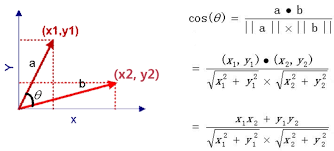 (x1,y1)
a
(x2, y2)
b
θ
Y
x
cos(θ) = a • b / || a || × || b ||
= (x₁, y₁) • (x₂, y₂) / √(x₁² + y₁²) × √(x₂² + y₂²)
= x₁x₂ + y₁y₂ / √(x₁² + y₁²) × √(x₂² + y₂²)